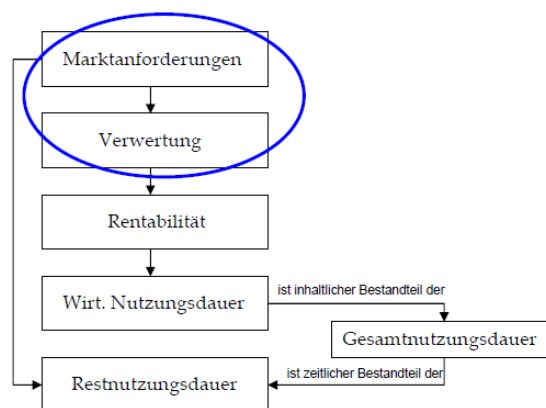 Marktanforderungen
Verwertung
Rentabilität
Wirt. Nutzungsdauer
ist inhaltlicher Bestandteil der
Gesamtnutzungsdauer
ist zeitlicher Bestandteil der
Restnutzungsdauer